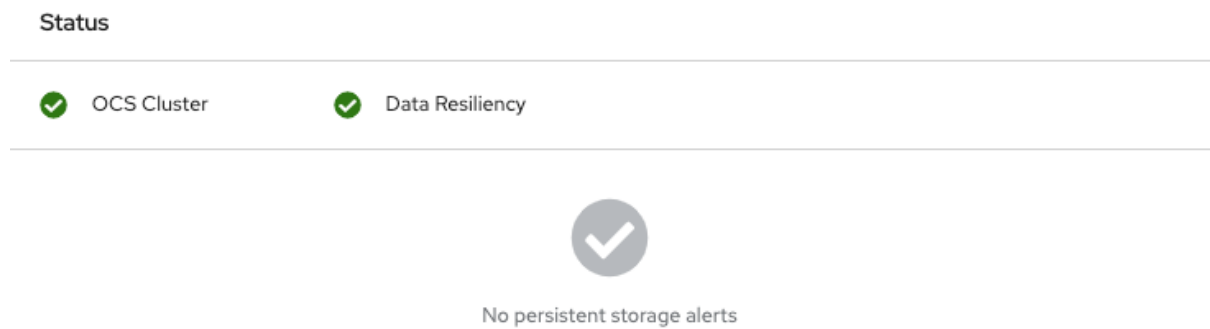 Status
OCS Cluster Data Resiliency
No persistent storage alerts